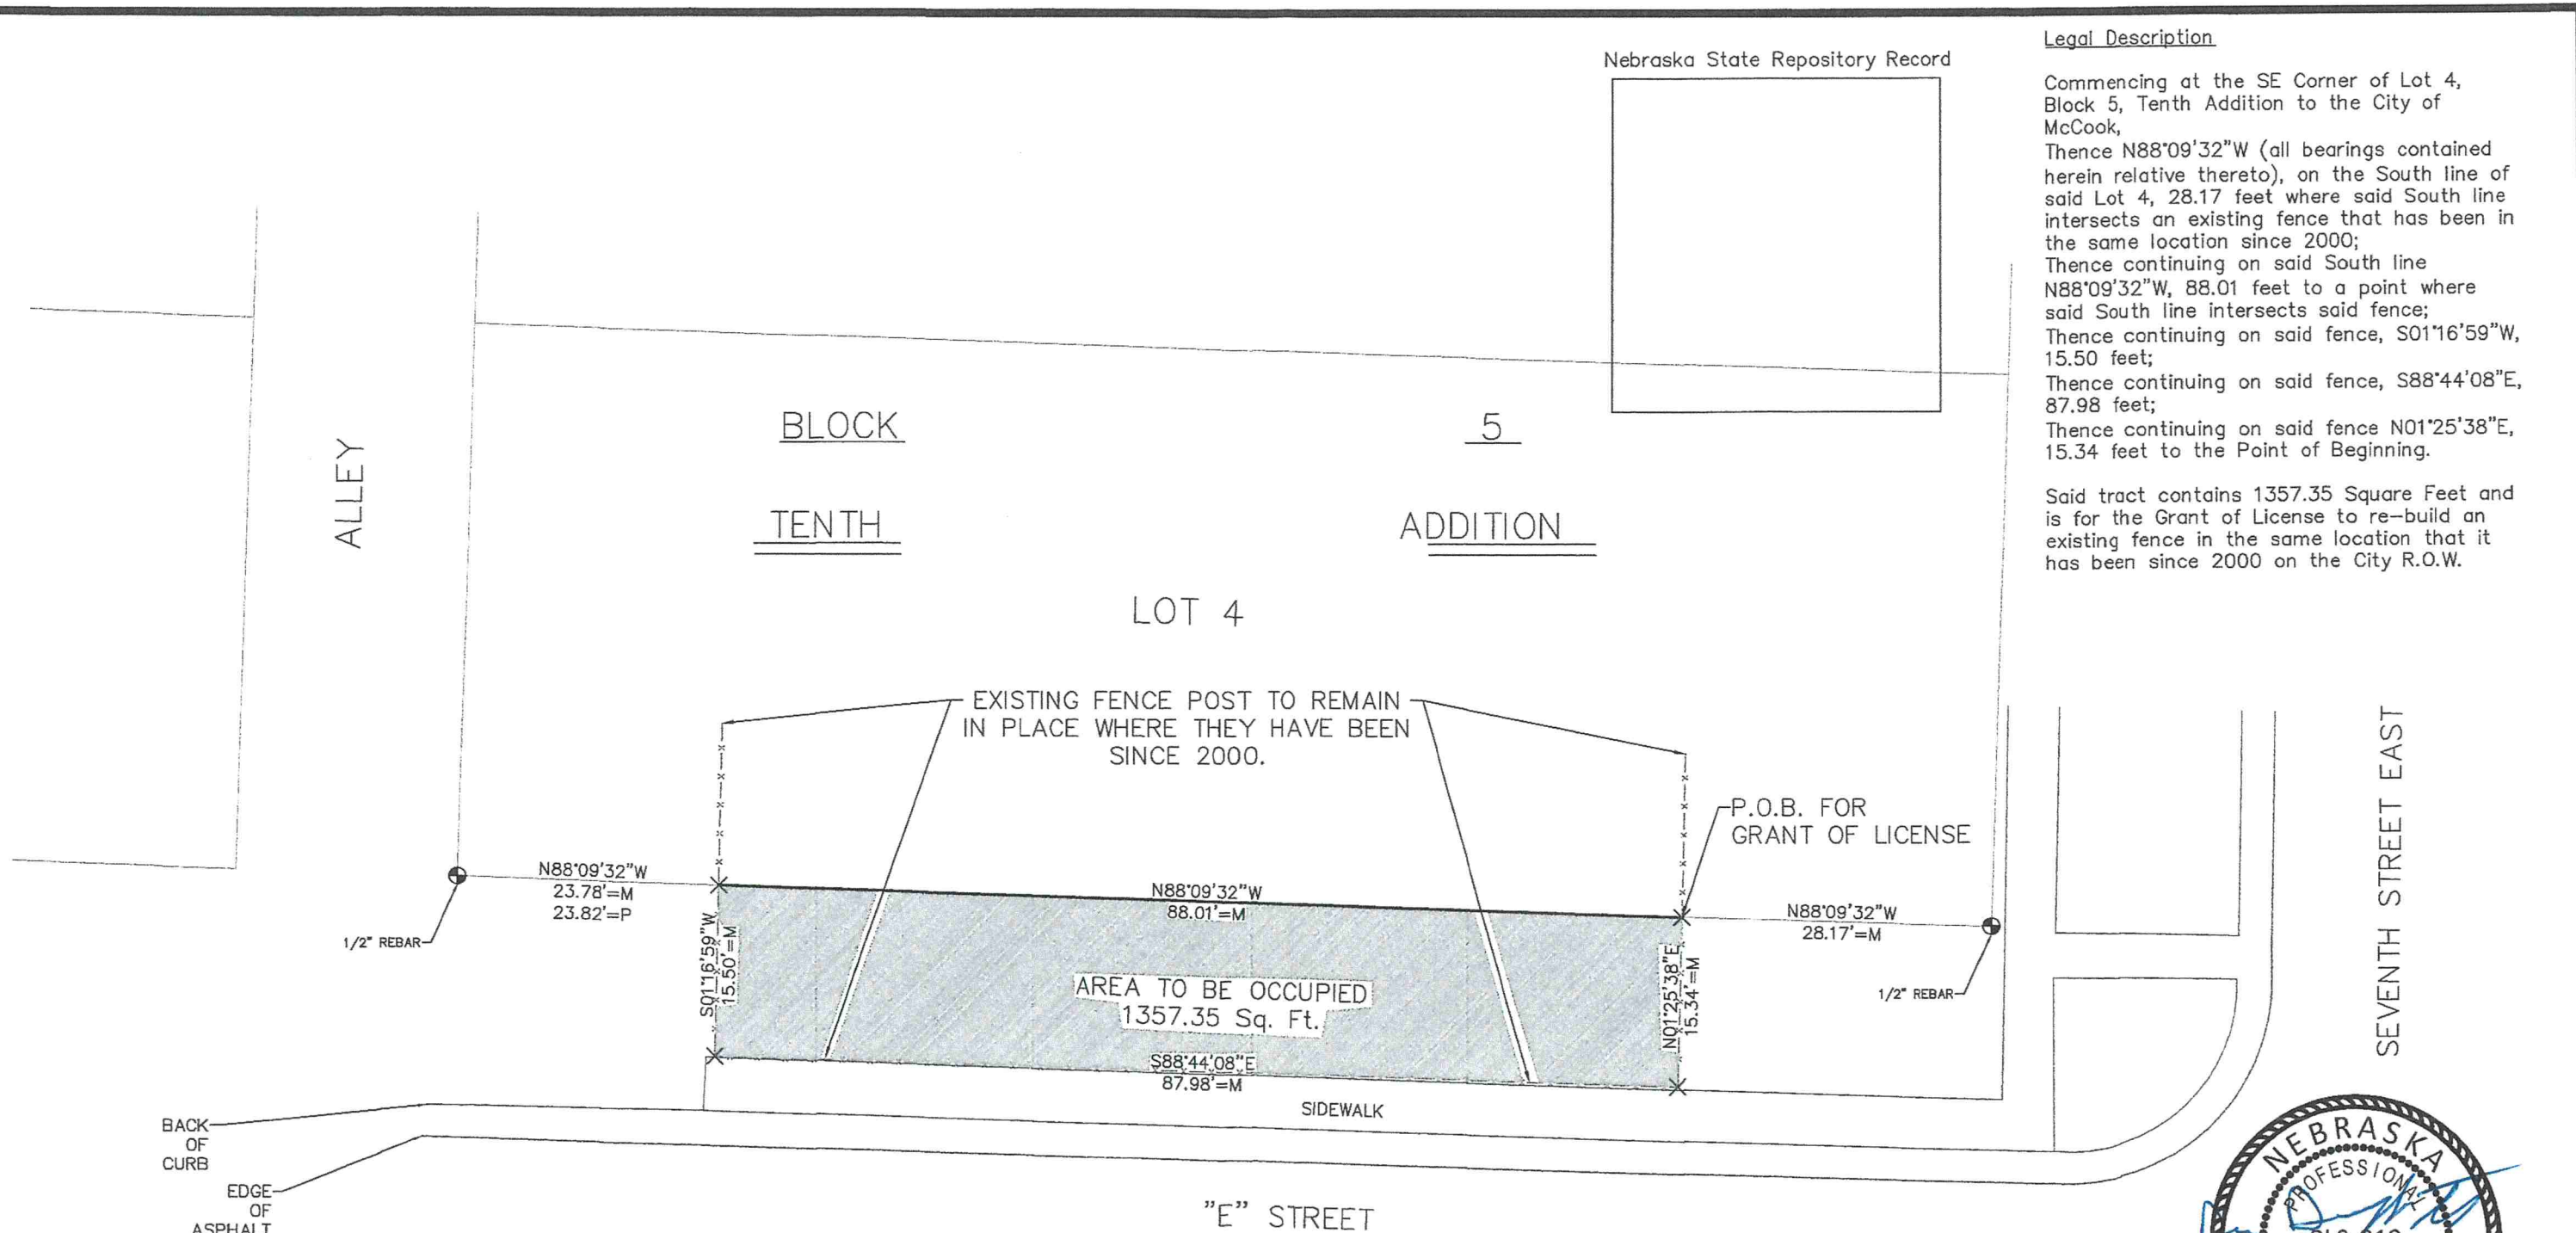 Legal Description
Commencing at the SE Corner of Lot 4,
Block 5, Tenth Addition to the City of
McCook,
Thence N88°09'32"W (all bearings contained
herein relative thereto), on the South line of
said Lot 4, 28.17 feet where said South line
intersects an existing fence that has been in
the same location since 2000;
Thence continuing on said South line
N88°09'32"W, 88.01 feet to a point where
said South line intersects said fence;
Thence continuing on said fence, S01°16'59"W,
15.50 feet;
Thence continuing on said fence, S88°44'08"E,
87.98 feet;
Thence continuing on said fence N01°25'38"E,
15.34 feet to the Point of Beginning.
Said tract contains 1357.35 Square Feet and
is for the Grant of License to re-build an
existing fence in the same location that it
has been since 2000 on the City R.O.W.
Nebraska State Repository Record
BLOCK 5
TENTH ADDITION
LOT 4
ALLEY
EXISTING FENCE POST TO REMAIN
IN PLACE WHERE THEY HAVE BEEN
SINCE 2000.
P.O.B. FOR
GRANT OF LICENSE
SEVENTH STREET EAST
N88°09'32"W
23.78'=M
23.82'=P
1/2" REBAR
N88°09'32"W
88.01'=M
N88°09'32"W
28.17'=M
1/2" REBAR
S01°16'59"W
15.50'=M
AREA TO BE OCCUPIED
1357.35 Sq. Ft.
N01°25'38"E
15.34'=M
S88°44'08"E
87.98'=M
SIDEWALK
BACK
OF
CURB
EDGE
OF
ASPHALT
"E" STREET
NEBRASKA
PROFESSIONAL